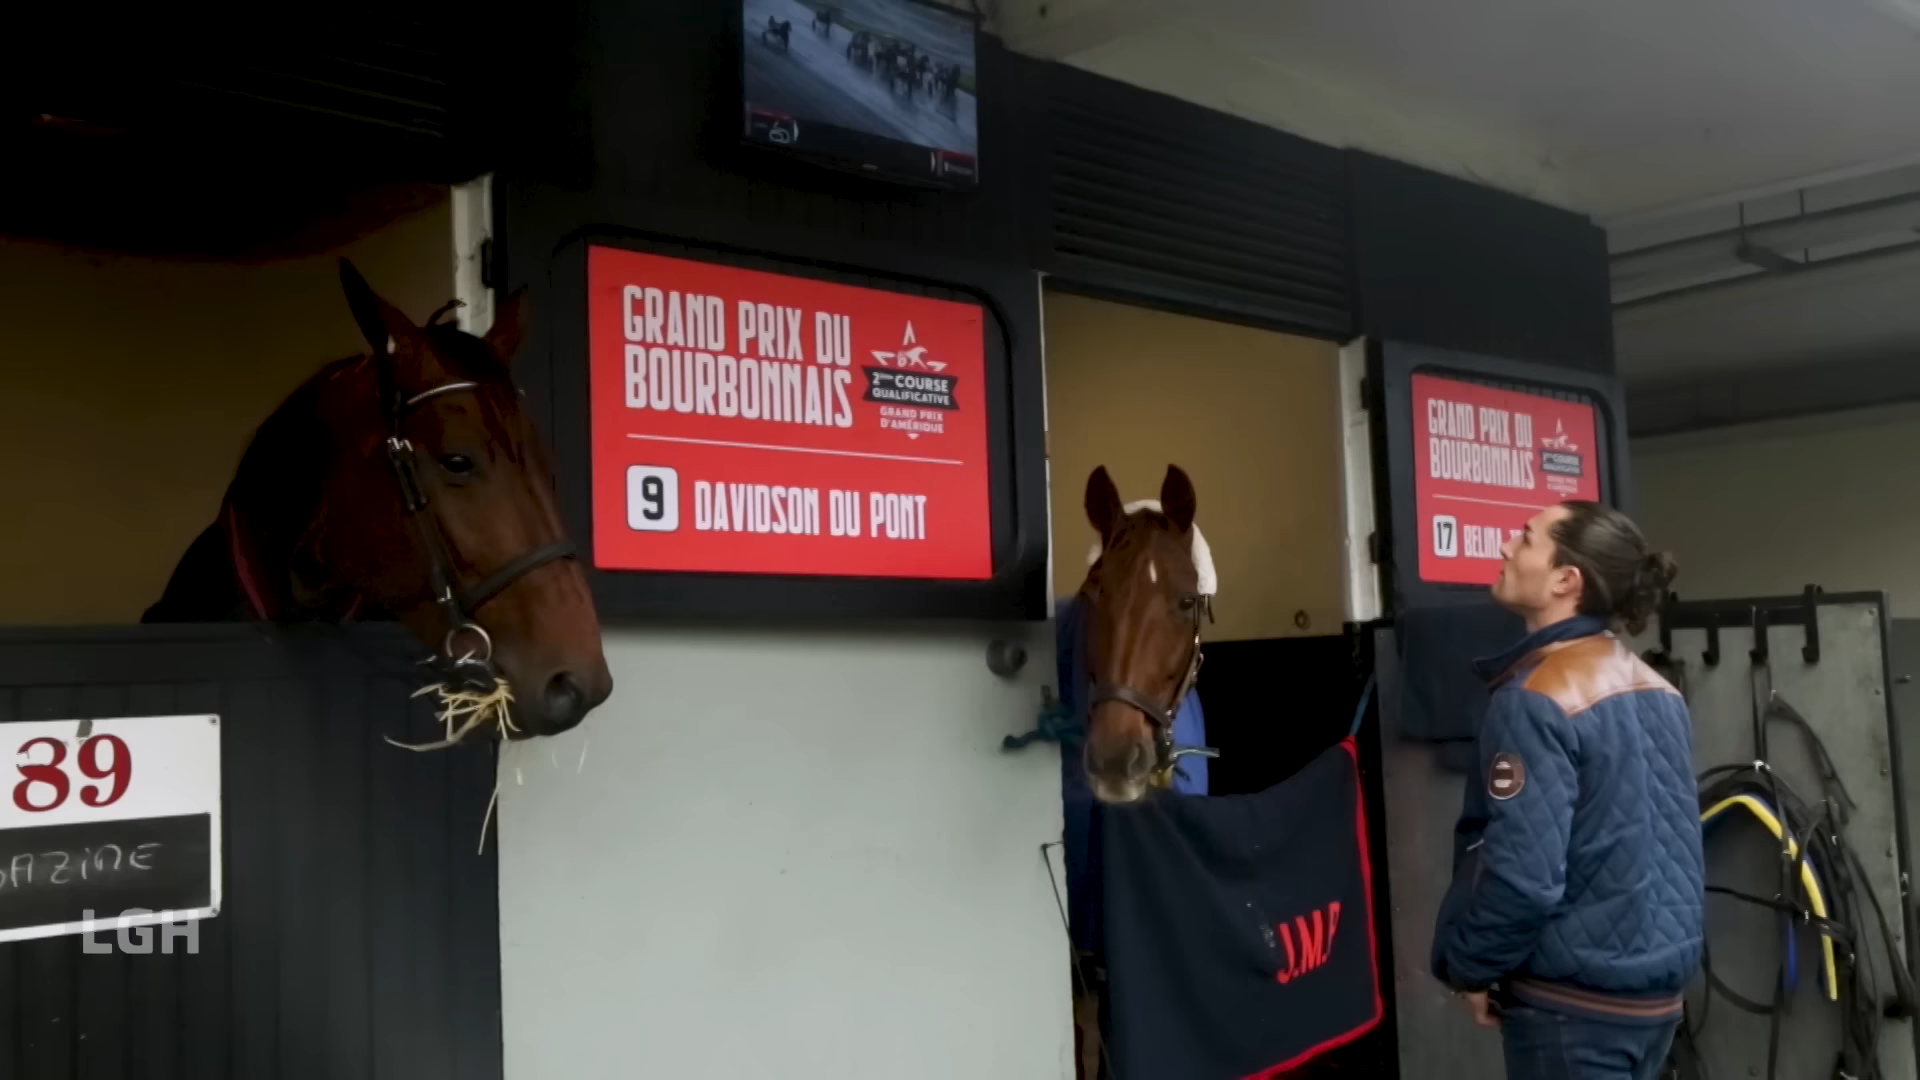 GRAND PRIX DU
BOURBONNAIS
2ème COURSE
QUALIFICATIVE
GRAND PRIX
D'AMÉRIQUE
9 DAVIDSON DU PONT
GRAND PRIX DU
BOURBONNAIS
17 BELINA
89
LGH